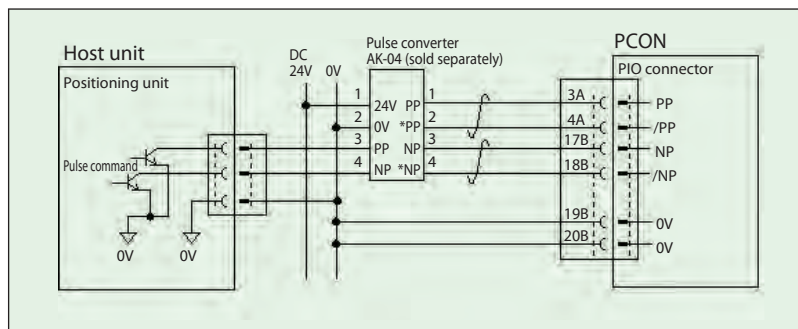 Host unit
Positioning unit
Pulse command
0V
0V
DC
24V
0V
Pulse converter
AK-04 (sold separately)
1 24V PP 1
2 0V *PP 2
3 PP NP 3
4 NP *NP 4
PCON
PIO connector
3A PP
4A /PP
17B NP
18B /NP
19B 0V
20B 0V